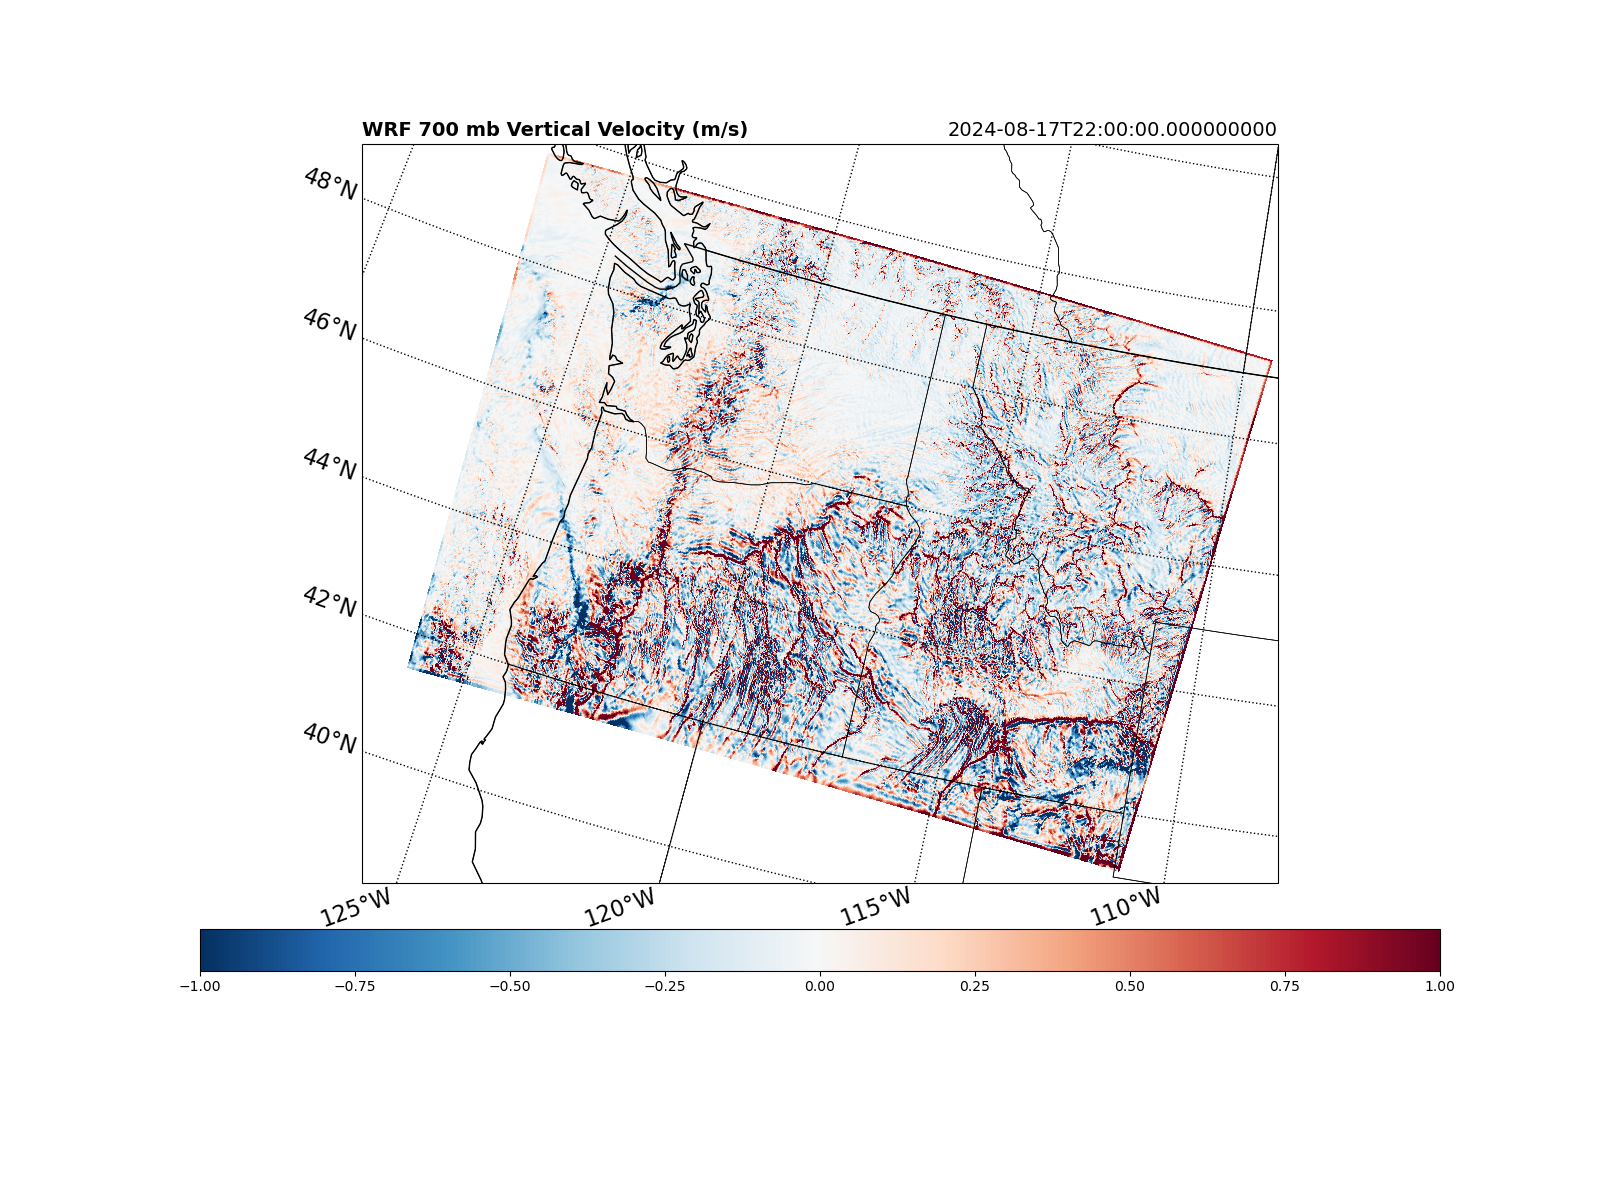 WRF 700 mb Vertical Velocity (m/s) 2024-08-17T22:00:00.000000000
48°N
46°N
44°N
42°N
40°N
125°W 120°W 115°W 110°W
−1.00 −0.75 −0.50 −0.25 0.00 0.25 0.50 0.75 1.00